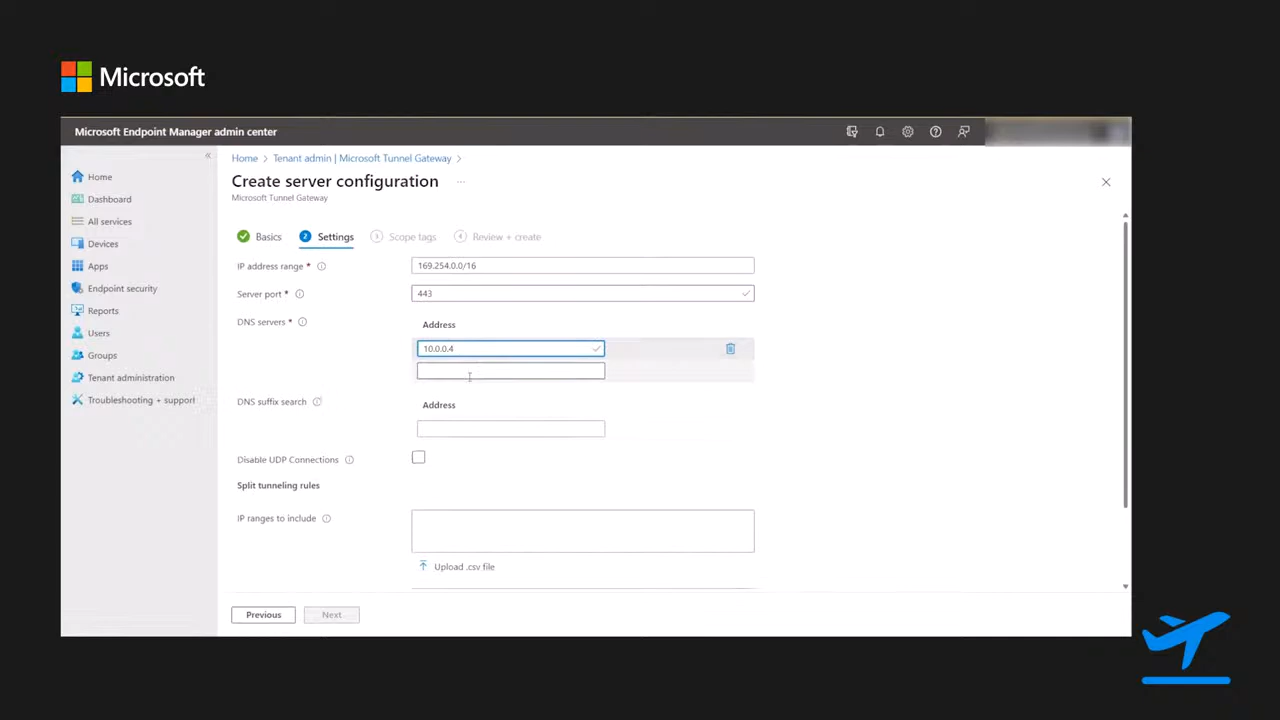 Microsoft
Microsoft Endpoint Manager admin center
«
Home
Dashboard
All services
Devices
Apps
Endpoint security
Reports
Users
Groups
Tenant administration
Troubleshooting + support
Home > Tenant admin | Microsoft Tunnel Gateway >
Create server configuration ...
Microsoft Tunnel Gateway
Basics 2 Settings 3 Scope tags 4 Review + create
IP address range * 169.254.0.0/16
Server port * 443
DNS servers * Address
10.0.0.4
DNS suffix search Address
Disable UDP Connections
Split tunneling rules
IP ranges to include
Upload .csv file
Previous Next